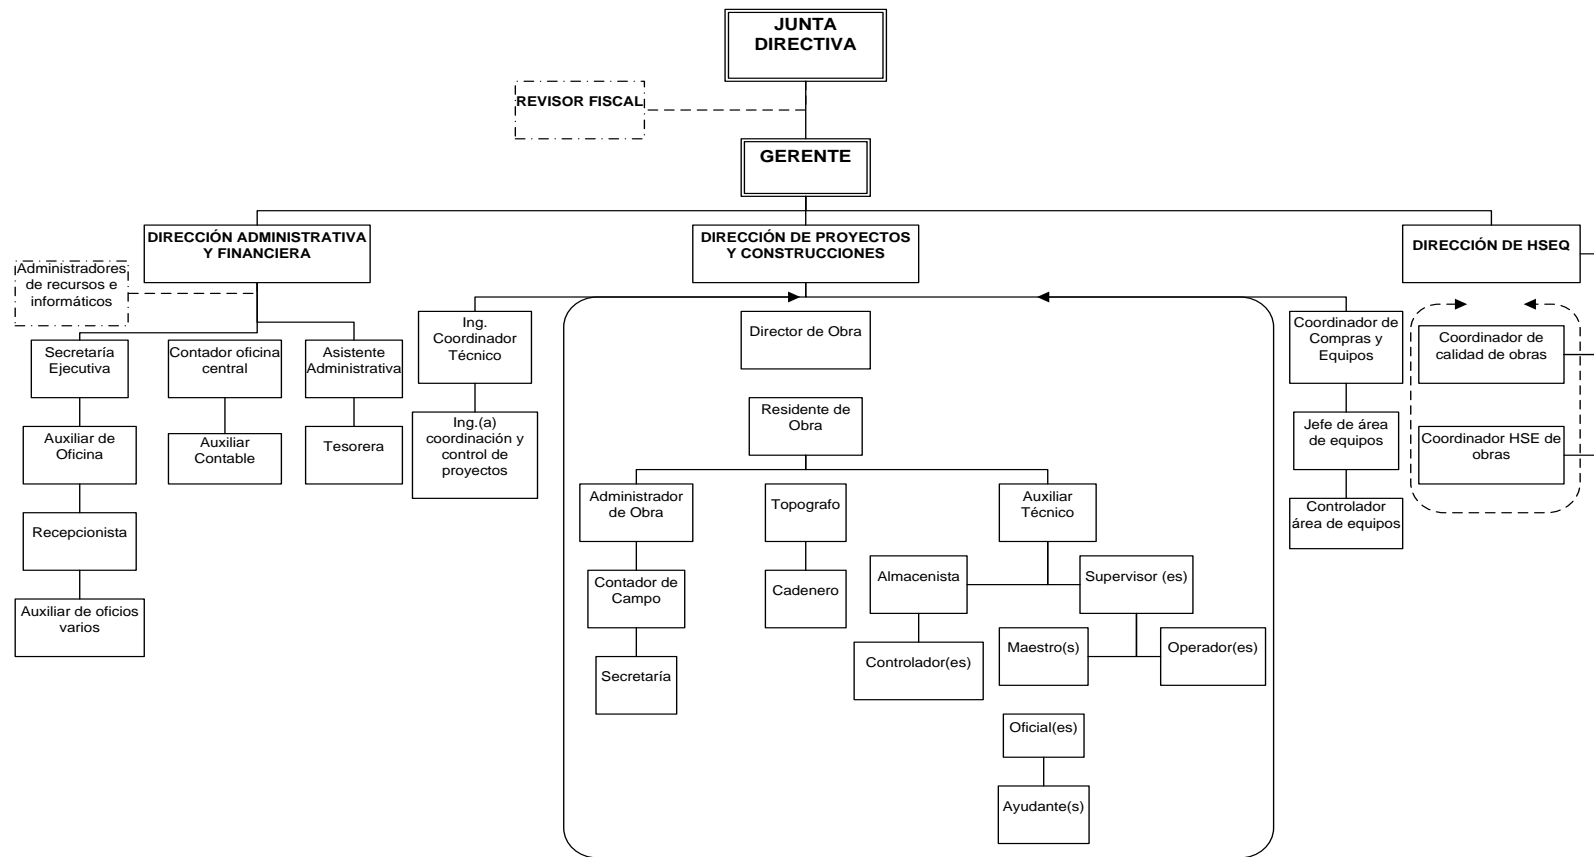 JUNTA
DIRECTIVA
REVISOR FISCAL
GERENTE
DIRECCIÓN ADMINISTRATIVA
Y FINANCIERA
DIRECCIÓN DE PROYECTOS
Y CONSTRUCCIONES
DIRECCIÓN DE HSEQ
Administradores
de recursos e
informáticos
Secretaría
Ejecutiva
Contador oficina
central
Asistente
Administrativa
Ing.
Coordinador
Técnico
Director de Obra
Coordinador de
Compras y
Equipos
Coordinador de
calidad de obras
Auxiliar de
Oficina
Auxiliar
Contable
Tesorera
Ing.(a)
coordinación y
control de
proyectos
Residente de
Obra
Jefe de área
de equipos
Coordinador HSE de
obras
Recepcionista
Administrador
de Obra
Topografo
Auxiliar
Técnico
Controlador
área de equipos
Auxiliar de oficios
varios
Contador de
Campo
Cadenero
Almacenista
Supervisor (es)
Secretaría
Controlador(es)
Maestro(s)
Operador(es)
Oficial(es)
Ayudante(s)